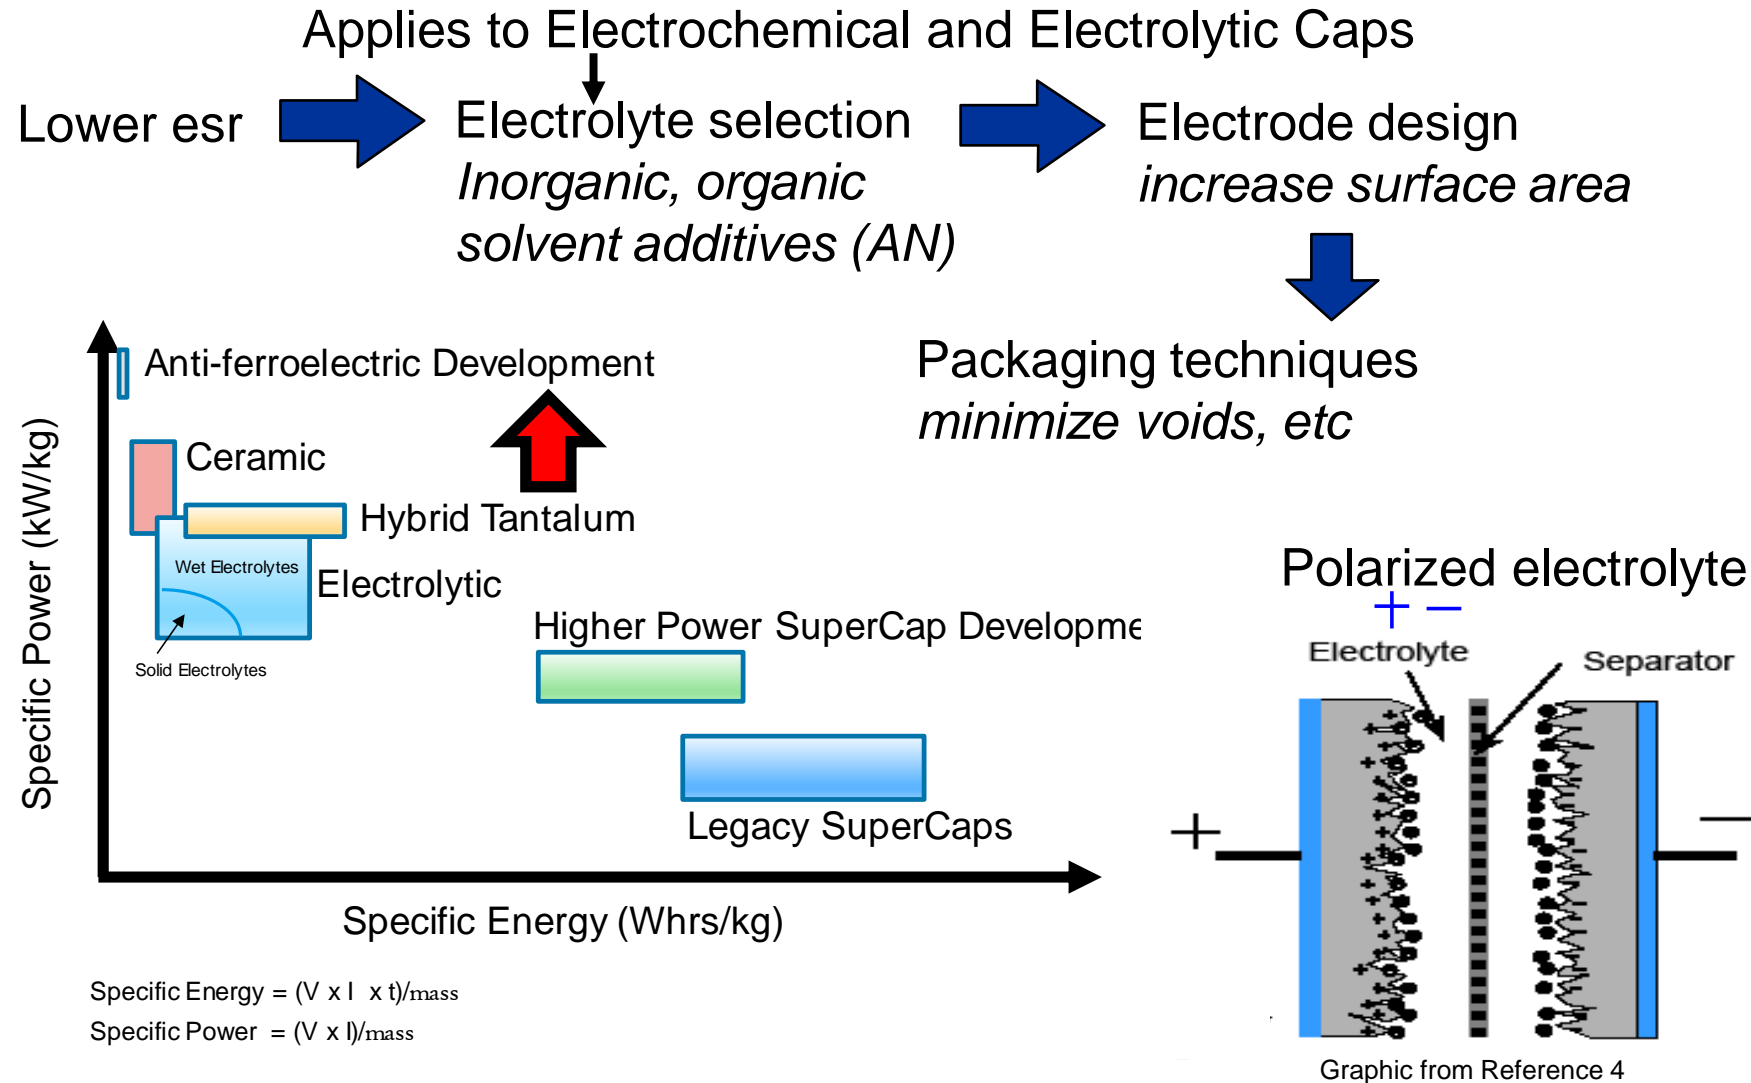 Applies to Electrochemical and Electrolytic Caps
Lower esr
Electrolyte selection
Inorganic, organic
solvent additives (AN)
Electrode design
increase surface area
Packaging techniques
minimize voids, etc
Specific Power (kW/kg)
Anti-ferroelectric Development
Ceramic
Hybrid Tantalum
Wet Electrolytes
Electrolytic
Solid Electrolytes
Higher Power SuperCap Developme
Legacy SuperCaps
Specific Energy (Whrs/kg)
Specific Energy = (V x I x t)/mass
Specific Power = (V x I)/mass
Polarized electrolyte
+ −
Electrolyte
Separator
+
−
Graphic from Reference 4